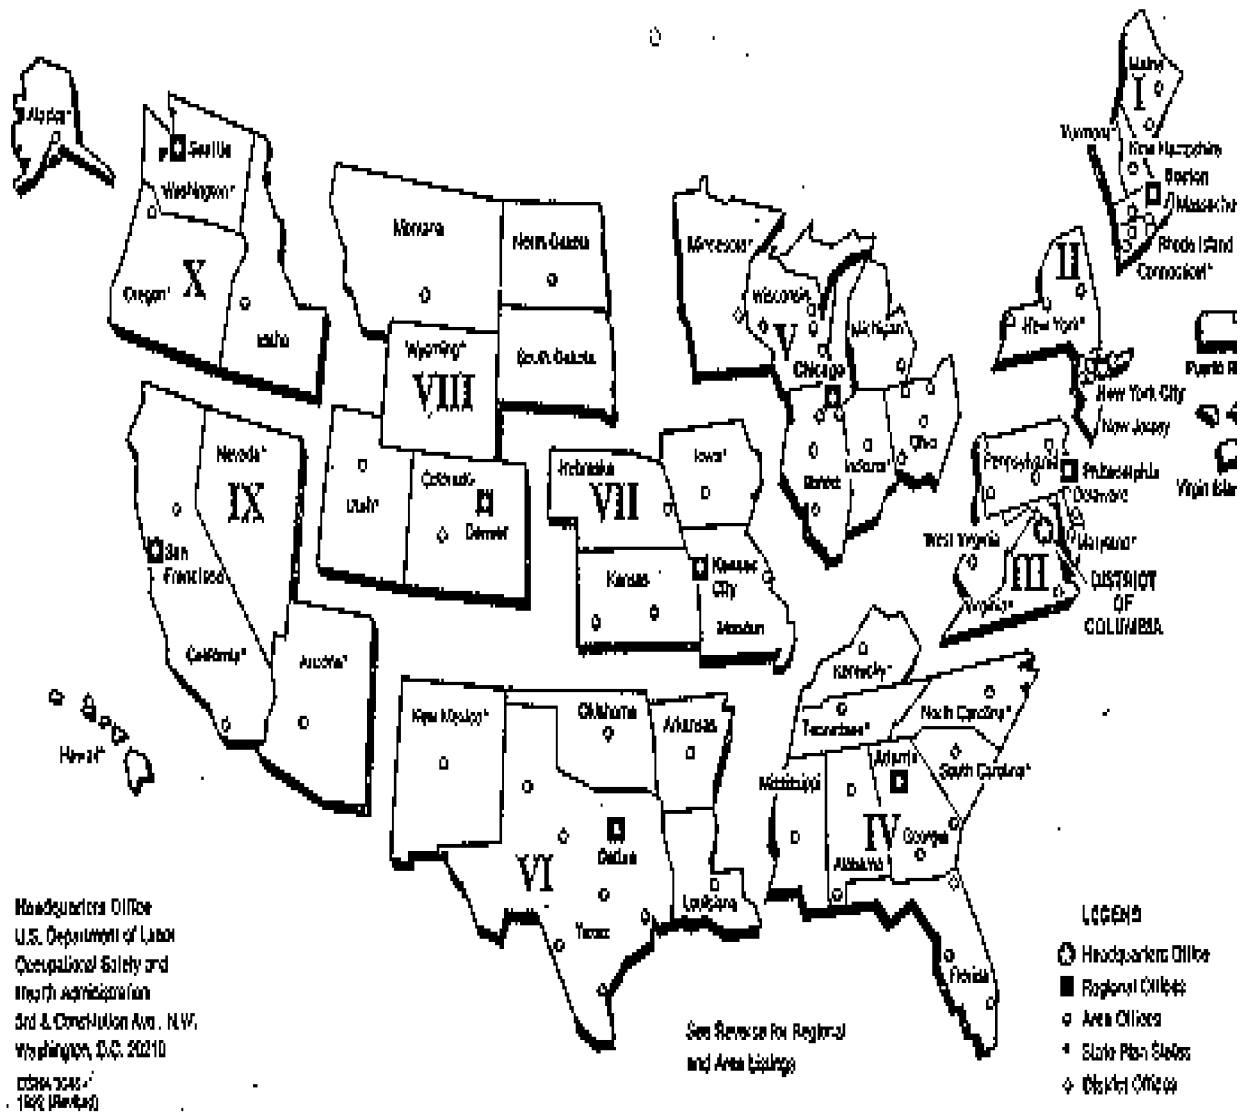 Maine
I
Alaska*
Vermont*
New Hampshire
Seattle
Boston
Washington*
Massachu
Montana
North Dakota
Minnesota*
Rhode Island
II
Connecticut*
X
Oregon*
Wisconsin
V
Michigan*
New York*
Idaho
Wyoming*
South Dakota
Chicago
Puerto Ri
VIII
New York City
New Jersey
Ohio
Nevada*
Iowa*
Indiana*
Pennsylvania
Philadelphia
Nebraska
Colorado
Illinois
Delaware
Virgin Islan
IX
Utah*
VII
Denver
West Virginia
Maryland*
San
Francisco
Kansas
Kansas
City
III
DISTRICT
OF
COLUMBIA
Virginia*
Missouri
California*
Arizona*
Kentucky*
New Mexico*
Oklahoma
Arkansas
Tennessee*
North Carolina*
Hawaii*
Mississippi
Atlanta
South Carolina*
IV
Georgia
VI
Dallas
Alabama
Louisiana
Texas
Florida
Headquarters Office
U.S. Department of Labor
Occupational Safety and
Health Administration
3rd & Constitution Ave., N.W.
Washington, D.C. 20210
OSHA
(Revised)
See Reverse for Regional
and Area Listings
LEGEND
Headquarters Office
Regional Offices
Area Offices
* State Plan States
District Offices